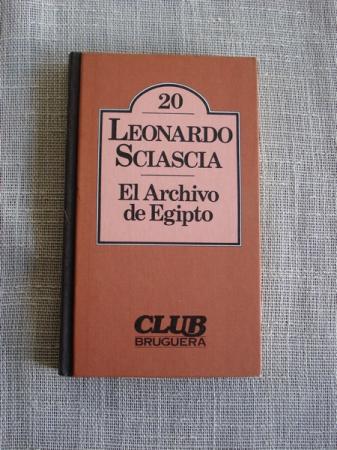 20
LEONARDO
SCIASCIA
El Archivo
de Egipto
CLUB
BRUGUERA